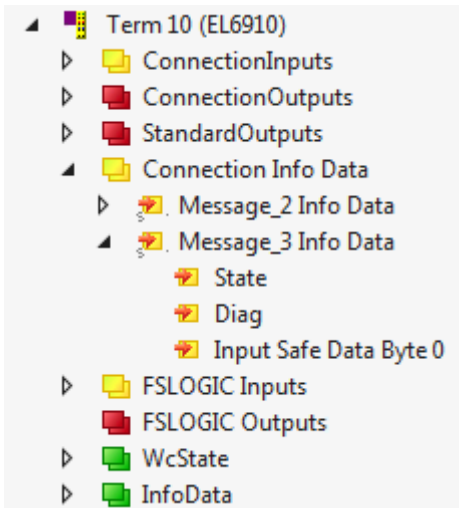 Term 10 (EL6910)
ConnectionInputs
ConnectionOutputs
StandardOutputs
Connection Info Data
Message_2 Info Data
Message_3 Info Data
State
Diag
Input Safe Data Byte 0
FSLOGIC Inputs
FSLOGIC Outputs
WcState
InfoData